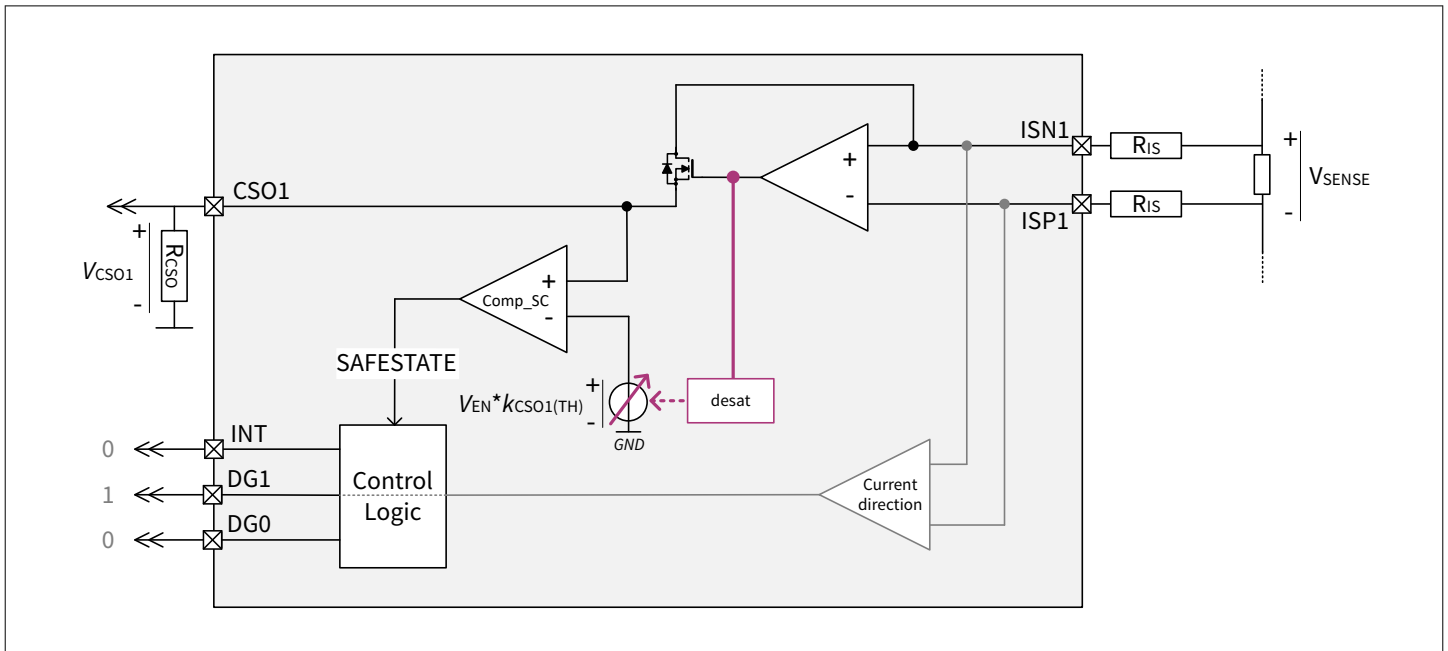 ISN1
RIS
+
VSENSE
-
+
-
ISP1
RIS
CSO1
+
VCSO1
-
RCSO
+
Comp_SC
-
SAFESTATE
+
VEN*kCSO1(TH)
-
GND
desat
INT
0
DG1
1
DG0
0
Control
Logic
Current
direction